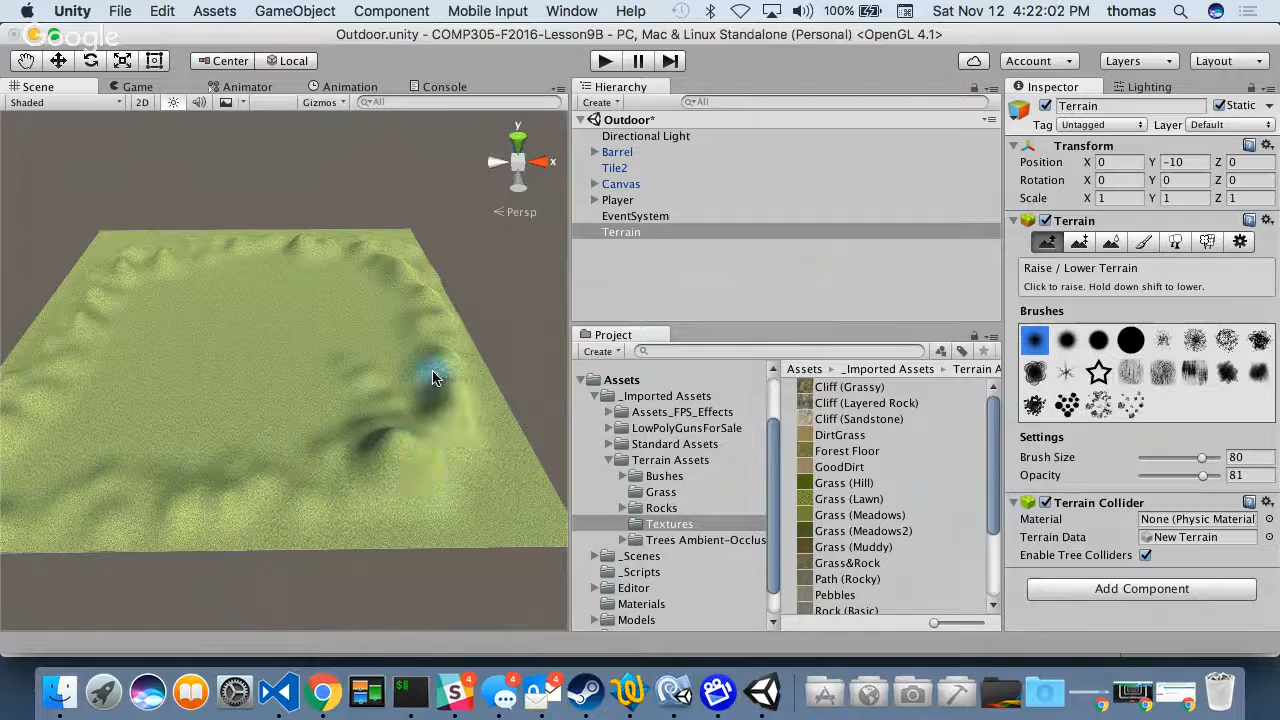 Unity File Edit Assets GameObject Component Mobile Input Window Help 100% Sat Nov 12 4:22:02 PM thomas
Google
Outdoor.unity - COMP305-F2016-Lesson9B - PC, Mac & Linux Standalone (Personal) <OpenGL 4.1>
Center Local Account Layers Layout
Scene Game Animator Animation Console
Shaded 2D Gizmos All
y
x
Persp
Hierarchy
Create All
Outdoor*
Directional Light
Barrel
Tile2
Canvas
Player
EventSystem
Terrain
Project
Create
Assets
_Imported Assets
Assets_FPS_Effects
LowPolyGunsForSale
Standard Assets
Terrain Assets
Bushes
Grass
Rocks
Textures
Trees Ambient-Occlus
_Scenes
_Scripts
Editor
Materials
Models
Assets _Imported Assets Terrain A
Cliff (Grassy)
Cliff (Layered Rock)
Cliff (Sandstone)
DirtGrass
Forest Floor
GoodDirt
Grass (Hill)
Grass (Lawn)
Grass (Meadows)
Grass (Meadows2)
Grass (Muddy)
Grass&Rock
Path (Rocky)
Pebbles
Rock (Basic)
Inspector Lighting
Terrain Static
Tag Untagged Layer Default
Transform
Position X 0 Y -10 Z 0
Rotation X 0 Y 0 Z 0
Scale X 1 Y 1 Z 1
Terrain
Raise / Lower Terrain
Click to raise. Hold down shift to lower.
Brushes
Settings
Brush Size 80
Opacity 81
Terrain Collider
Material None (Physic Material
Terrain Data New Terrain
Enable Tree Colliders
Add Component
4 4 4